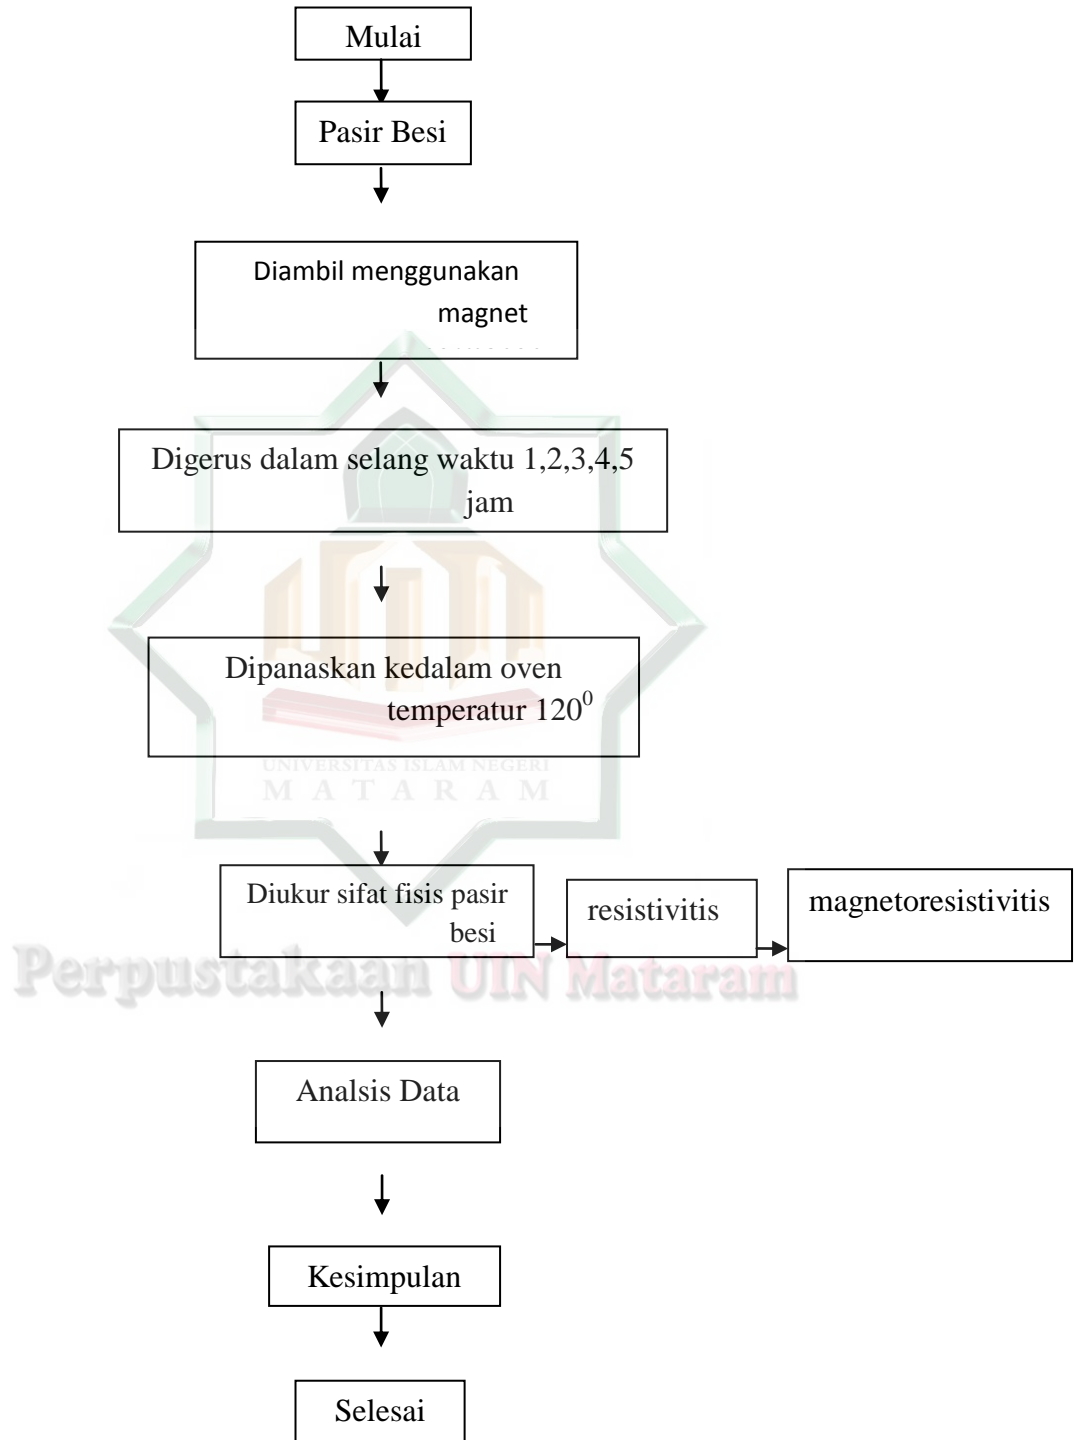 Mulai
Pasir Besi
Diambil menggunakan
magnet
Digerus dalam selang waktu 1,2,3,4,5
jam
Dipanaskan kedalam oven
temperatur 120⁰
UNIVERSITAS ISLAM NEGERI
MATARAM
Diukur sifat fisis pasir
besi
resistivitis
magnetoresistivitis
Perpustakaan UIN Mataram
Analsis Data
Kesimpulan
Selesai